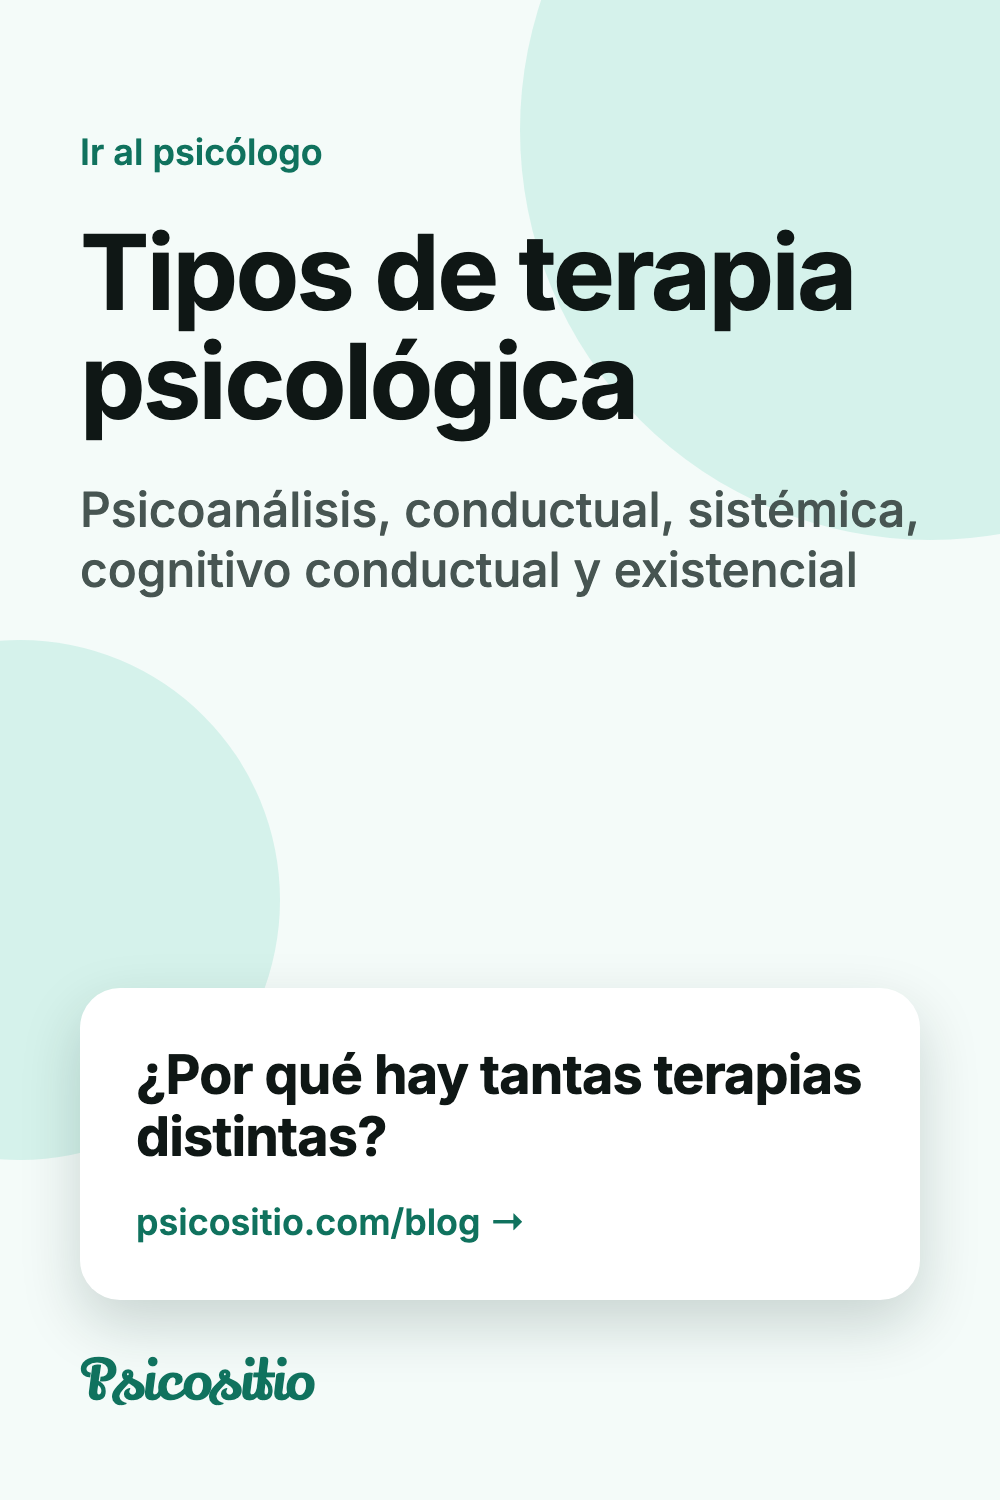 Ir al psicólogo
Tipos de terapia
psicológica
Psicoanálisis, conductual, sistémica,
cognitivo conductual y existencial
¿Por qué hay tantas terapias
distintas?
psicositio.com/blog →
Psicositio